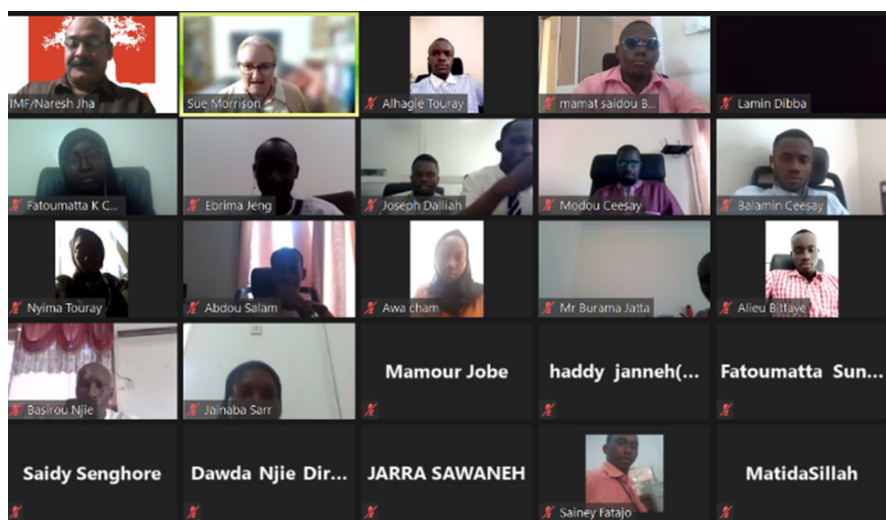 IMF/Naresh Jha
Sue Morrison
Alhagie Touray
mamat saidou B...
Lamin Dibba
Fatoumatta K C...
Ebrima Jeng
Joseph Dalliah
Modou Ceesay
Balamin Ceesay
Nyima Touray
Abdou Salam
Awa cham
Mr Burama Jatta
Alieu Bittaye
Basirou Njie
Jainaba Sarr
Mamour Jobe
haddy janneh(...
Fatoumatta Sun...
Saidy Senghore
Dawda Njie Dir...
JARRA SAWANEH
Sainey Fatajo
MatidaSillah